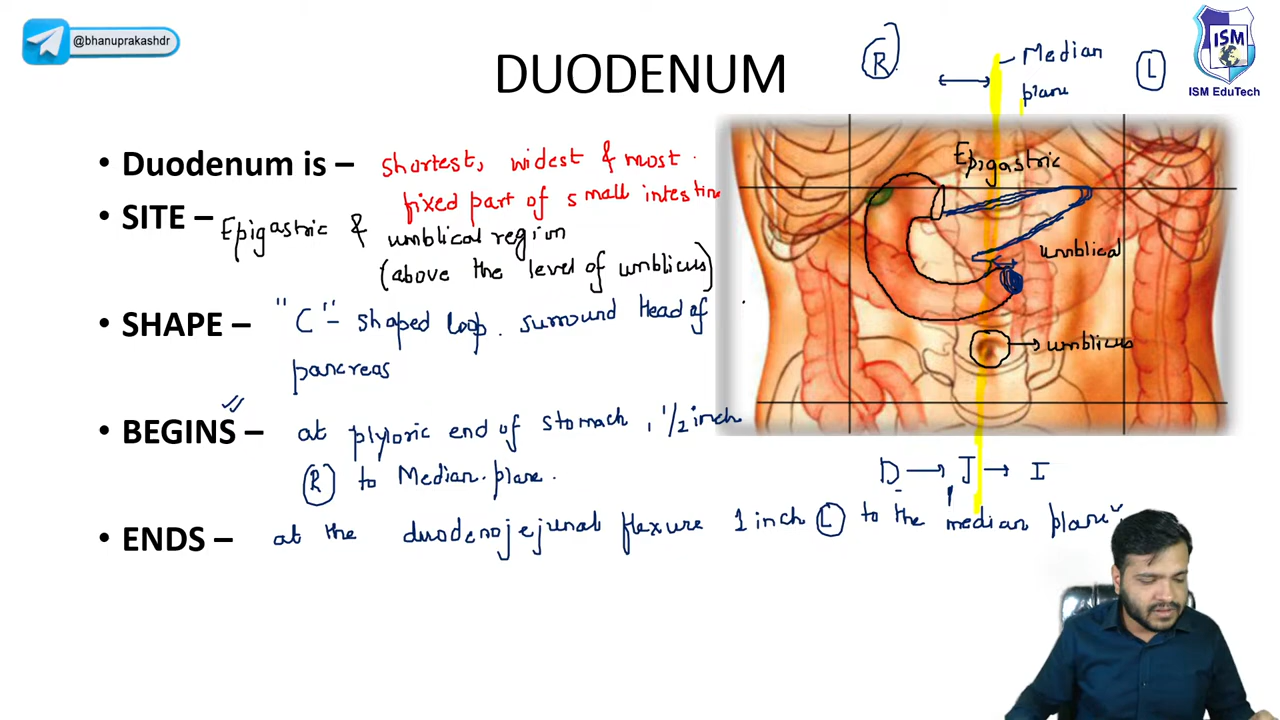 @bhanuprakashdr
DUODENUM
R
Median
plane
L
ISM
ISM EduTech
• Duodenum is – shortest, widest & most
fixed part of small intestine
• SITE – Epigastric & umblical region
(above the level of umblicus)
• SHAPE – "C" – shaped loop. surround Head of
pancreas
• BEGINS – at plyloric end of stomach, 1/2 inch
R to Median plane.
• ENDS – at the duodenojejunal flexure 1 inch L to the median plane
Epigastric
umblical
umblicus
D → J → I